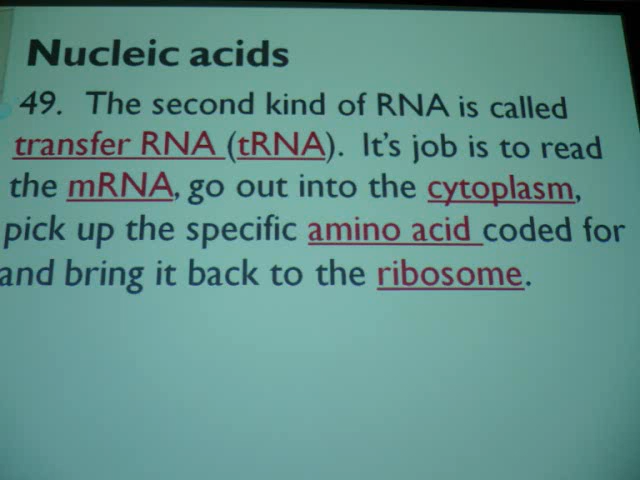 Nucleic acids
49. The second kind of RNA is called
transfer RNA (tRNA). It's job is to read
the mRNA, go out into the cytoplasm,
pick up the specific amino acid coded for
and bring it back to the ribosome.